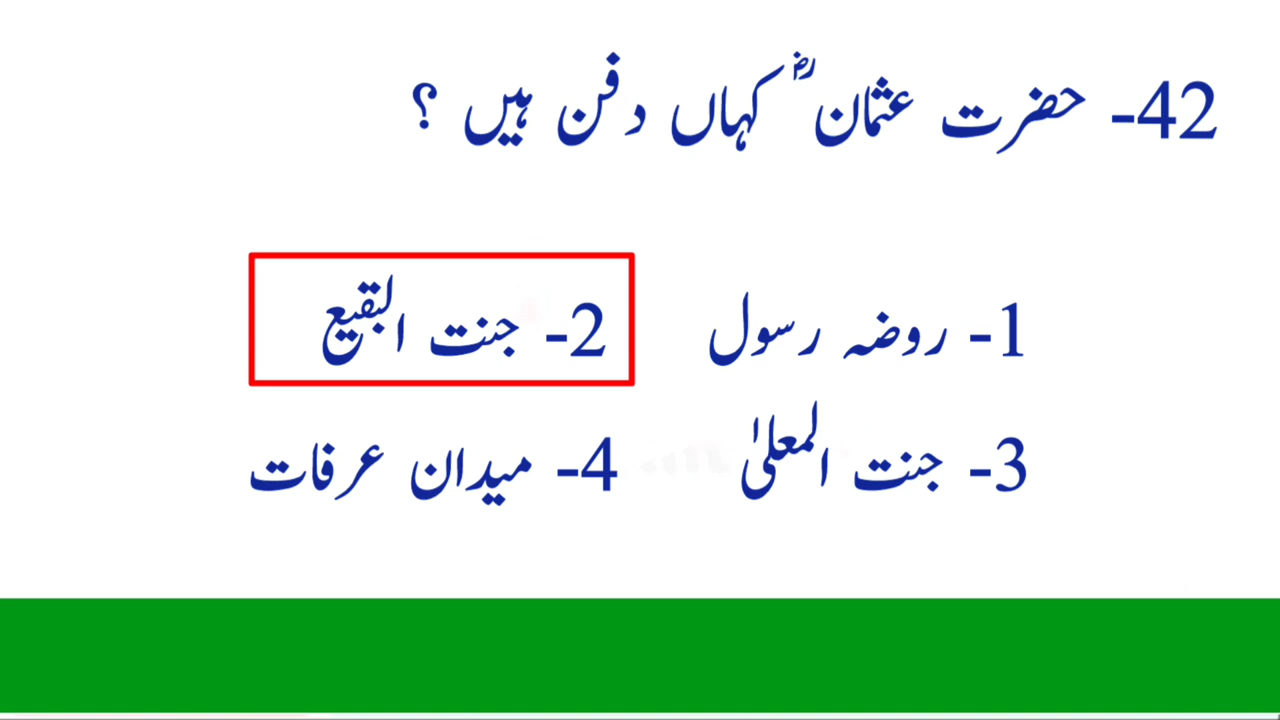 42- حضرت عثمانؓ کہاں دفن ہیں ؟
1- روضہ رسول 2- جنت البقیع
3- جنت المعلیٰ 4- میدان عرفات